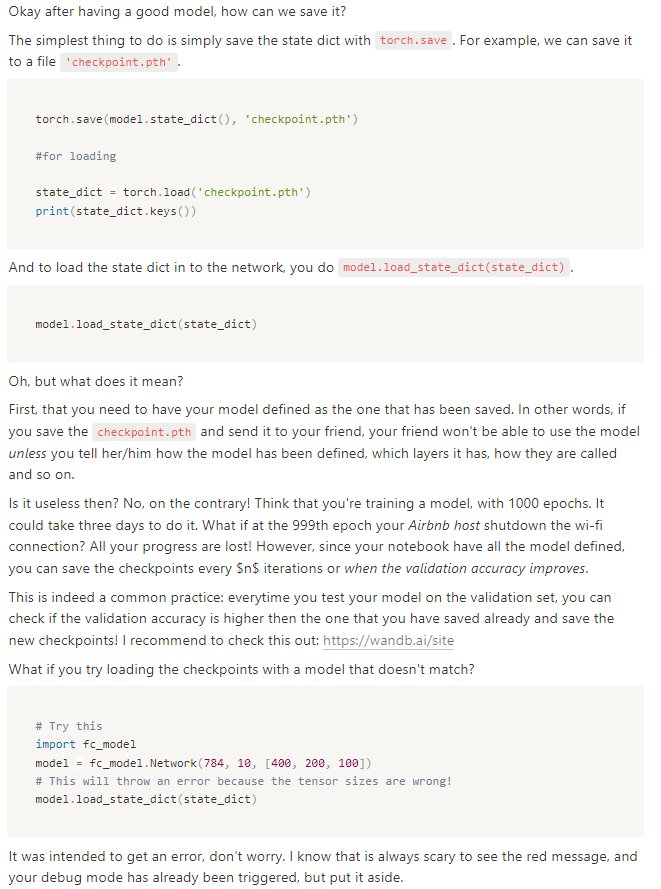 Okay after having a good model, how can we save it?
The simplest thing to do is simply save the state dict with torch.save . For example, we can save it
to a file 'checkpoint.pth' .
torch.save(model.state_dict(), 'checkpoint.pth')
#for loading
state_dict = torch.load('checkpoint.pth')
print(state_dict.keys())
And to load the state dict in to the network, you do model.load_state_dict(state_dict) .
model.load_state_dict(state_dict)
Oh, but what does it mean?
First, that you need to have your model defined as the one that has been saved. In other words, if
you save the checkpoint.pth and send it to your friend, your friend won't be able to use the model
unless you tell her/him how the model has been defined, which layers it has, how they are called
and so on.
Is it useless then? No, on the contrary! Think that you're training a model, with 1000 epochs. It
could take three days to do it. What if at the 999th epoch your Airbnb host shutdown the wi-fi
connection? All your progress are lost! However, since your notebook have all the model defined,
you can save the checkpoints every $n$ iterations or when the validation accuracy improves.
This is indeed a common practice: everytime you test your model on the validation set, you can
check if the validation accuracy is higher then the one that you have saved already and save the
new checkpoints! I recommend to check this out: https://wandb.ai/site
What if you try loading the checkpoints with a model that doesn't match?
# Try this
import fc_model
model = fc_model.Network(784, 10, [400, 200, 100])
# This will throw an error because the tensor sizes are wrong!
model.load_state_dict(state_dict)
It was intended to get an error, don't worry. I know that is always scary to see the red message, and
your debug mode has already been triggered, but put it aside.